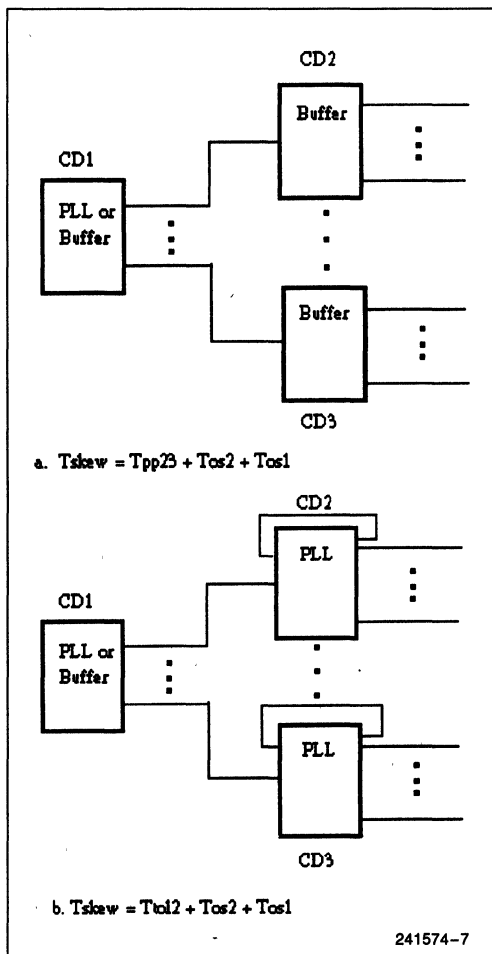 CD2
Buffer
CD1
PLL or
Buffer
Buffer
CD3
a. Tskew = Tpp23 + Tos2 + Tos1
CD2
PLL
CD1
PLL or
Buffer
PLL
CD3
b. Tskew = Ttol2 + Tos2 + Tos1
241574-7